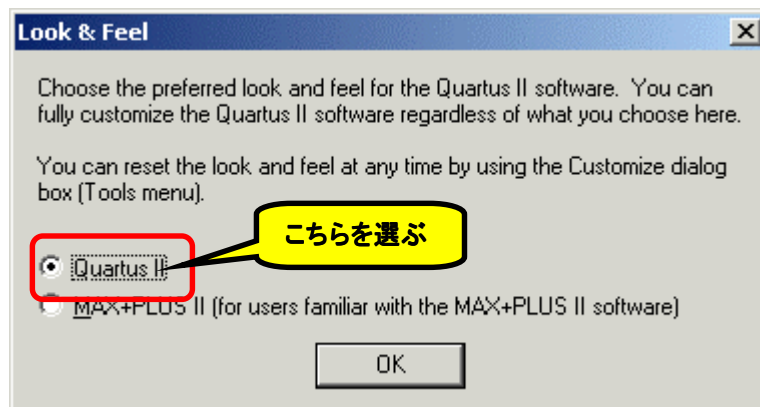 Look & Feel
Choose the preferred look and feel for the Quartus II software. You can
fully customize the Quartus II software regardless of what you choose here.
You can reset the look and feel at any time by using the Customize dialog
box (Tools menu).
こちらを選ぶ
Quartus II
MAX+PLUS II (for users familiar with the MAX+PLUS II software)
OK